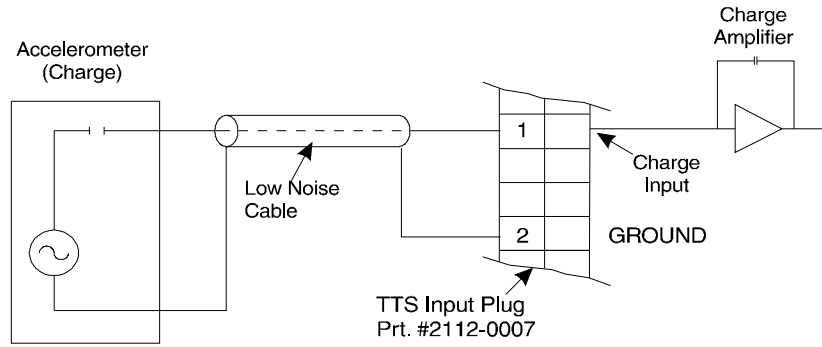 Accelerometer
(Charge)
Low Noise
Cable
1
2
Charge
Amplifier
Charge
Input
GROUND
TTS Input Plug
Prt. #2112-0007